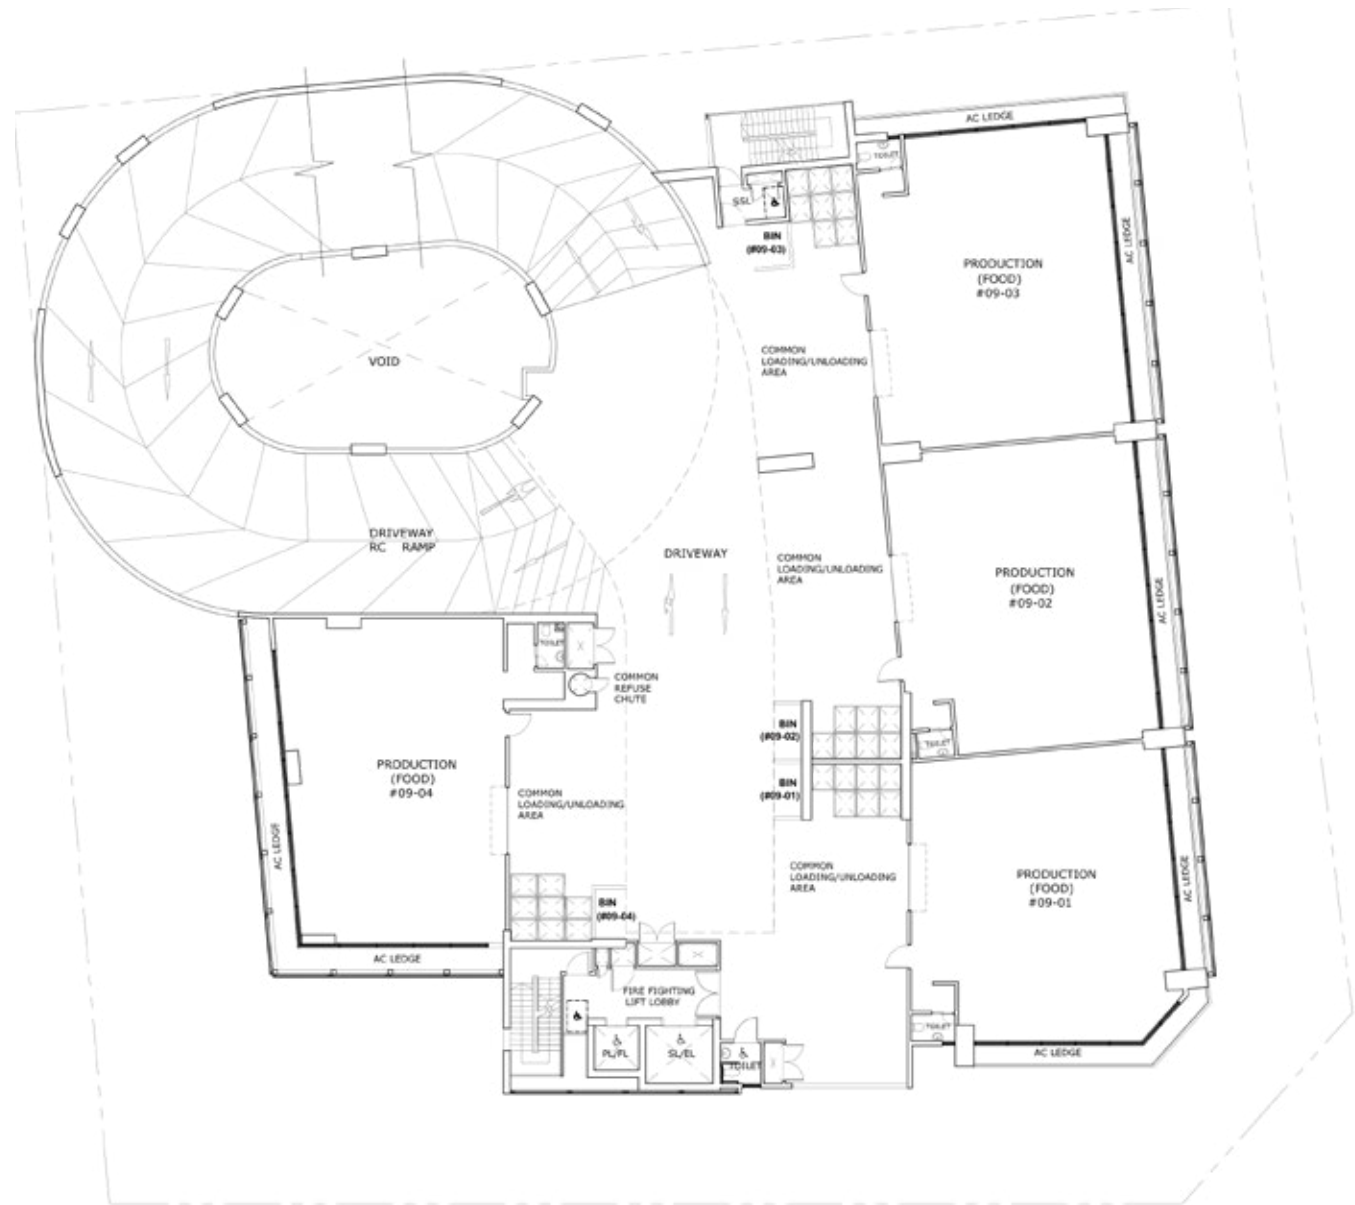 AC LEDGE
TOILET
SSL
BIN
(#09-03)
AC LEDGE
PRODUCTION
(FOOD)
#09-03
VOID
COMMON
LOADING/UNLOADING
AREA
DRIVEWAY
RC RAMP
DRIVEWAY
COMMON
LOADING/UNLOADING
AREA
PRODUCTION
(FOOD)
#09-02
AC LEDGE
TOILET
COMMON
REFUSE
CHUTE
BIN
(#09-02)
TOILET
PRODUCTION
(FOOD)
#09-04
BIN
(#09-01)
COMMON
LOADING/UNLOADING
AREA
AC LEDGE
COMMON
LOADING/UNLOADING
AREA
PRODUCTION
(FOOD)
#09-01
AC LEDGE
BIN
(#09-04)
AC LEDGE
FIRE FIGHTING
LIFT LOBBY
TOILET
PL/FL
SL/EL
TOILET
AC LEDGE